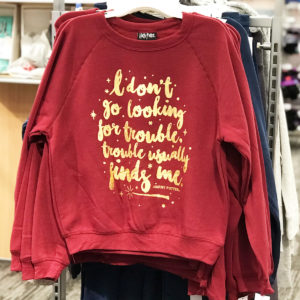 I don't
go looking
for trouble,
trouble usually
finds me.
-HARRY POTTER